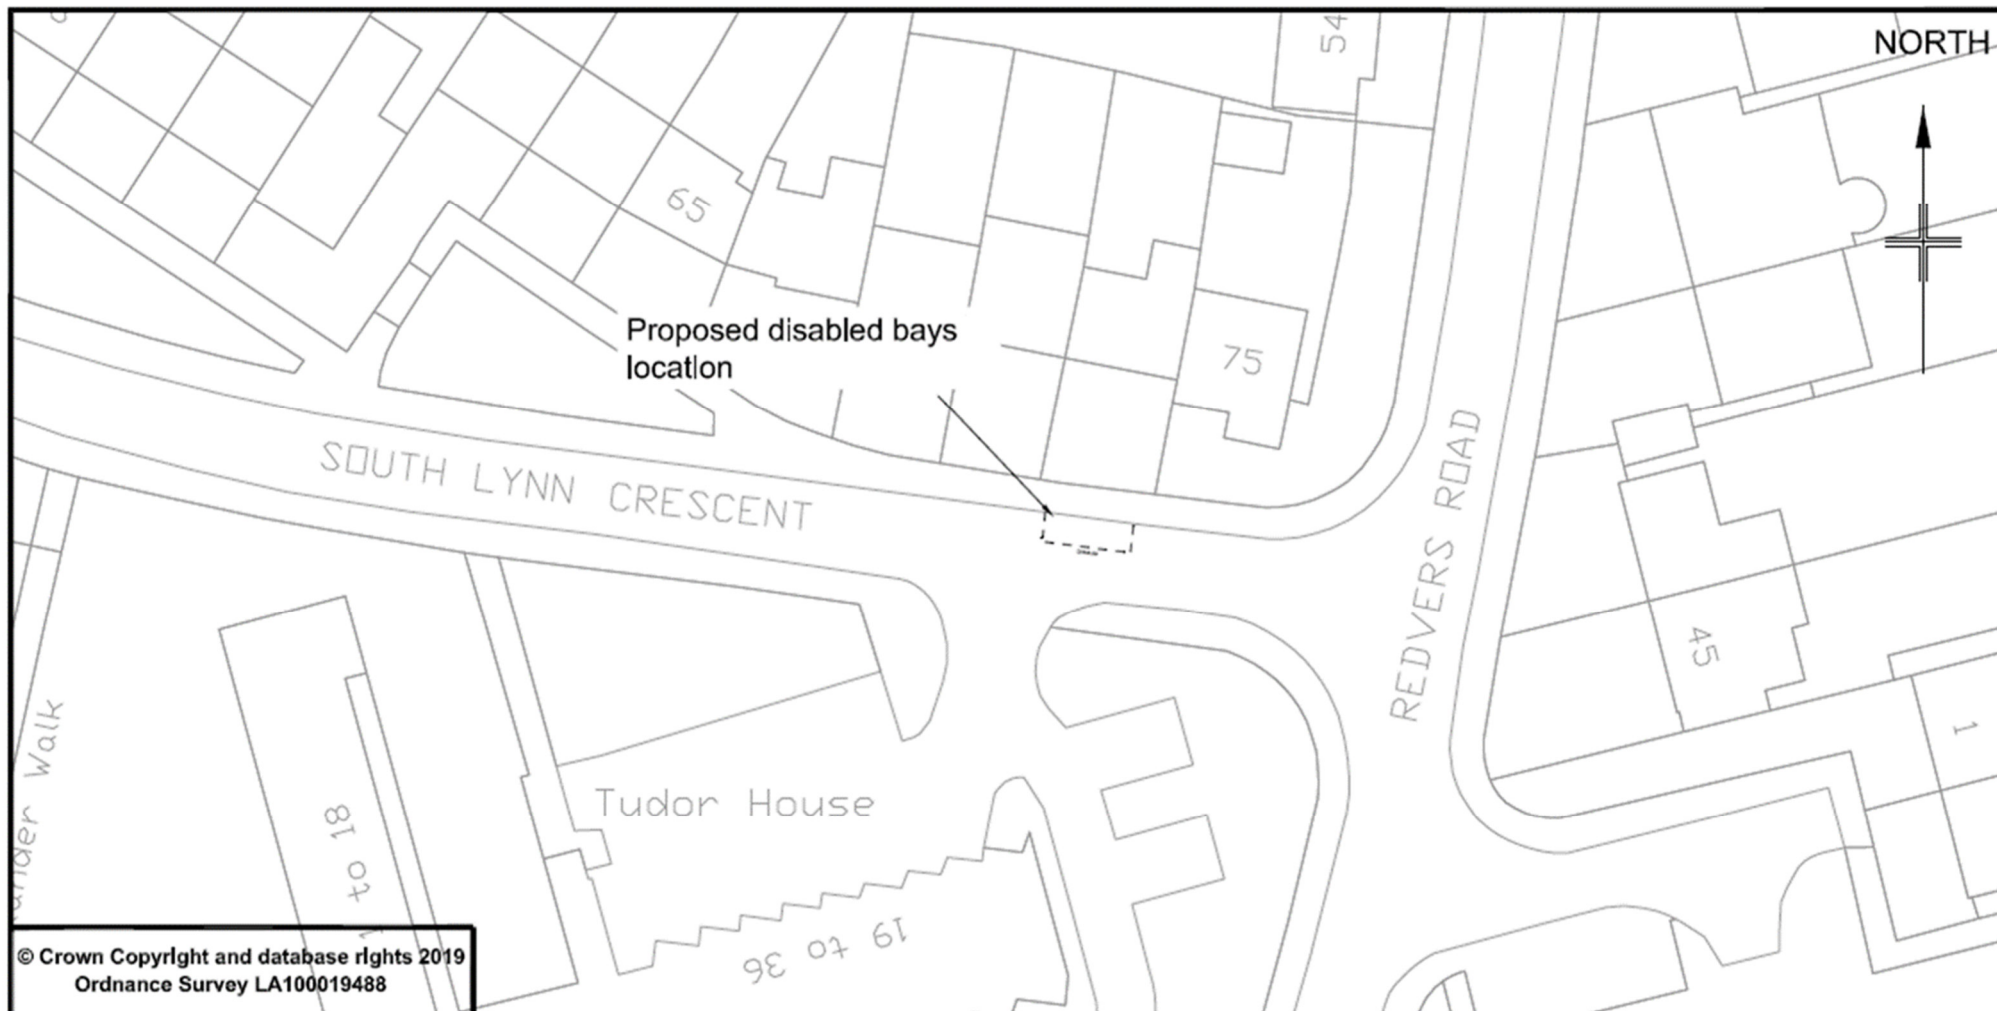 54
NORTH
65
Proposed disabled bays
location
75
SOUTH LYNN CRESCENT
REDVERS ROAD
45
1
Walk
Tudor House
1 to 18
19 to 36
© Crown Copyright and database rights 2019
Ordnance Survey LA100019488